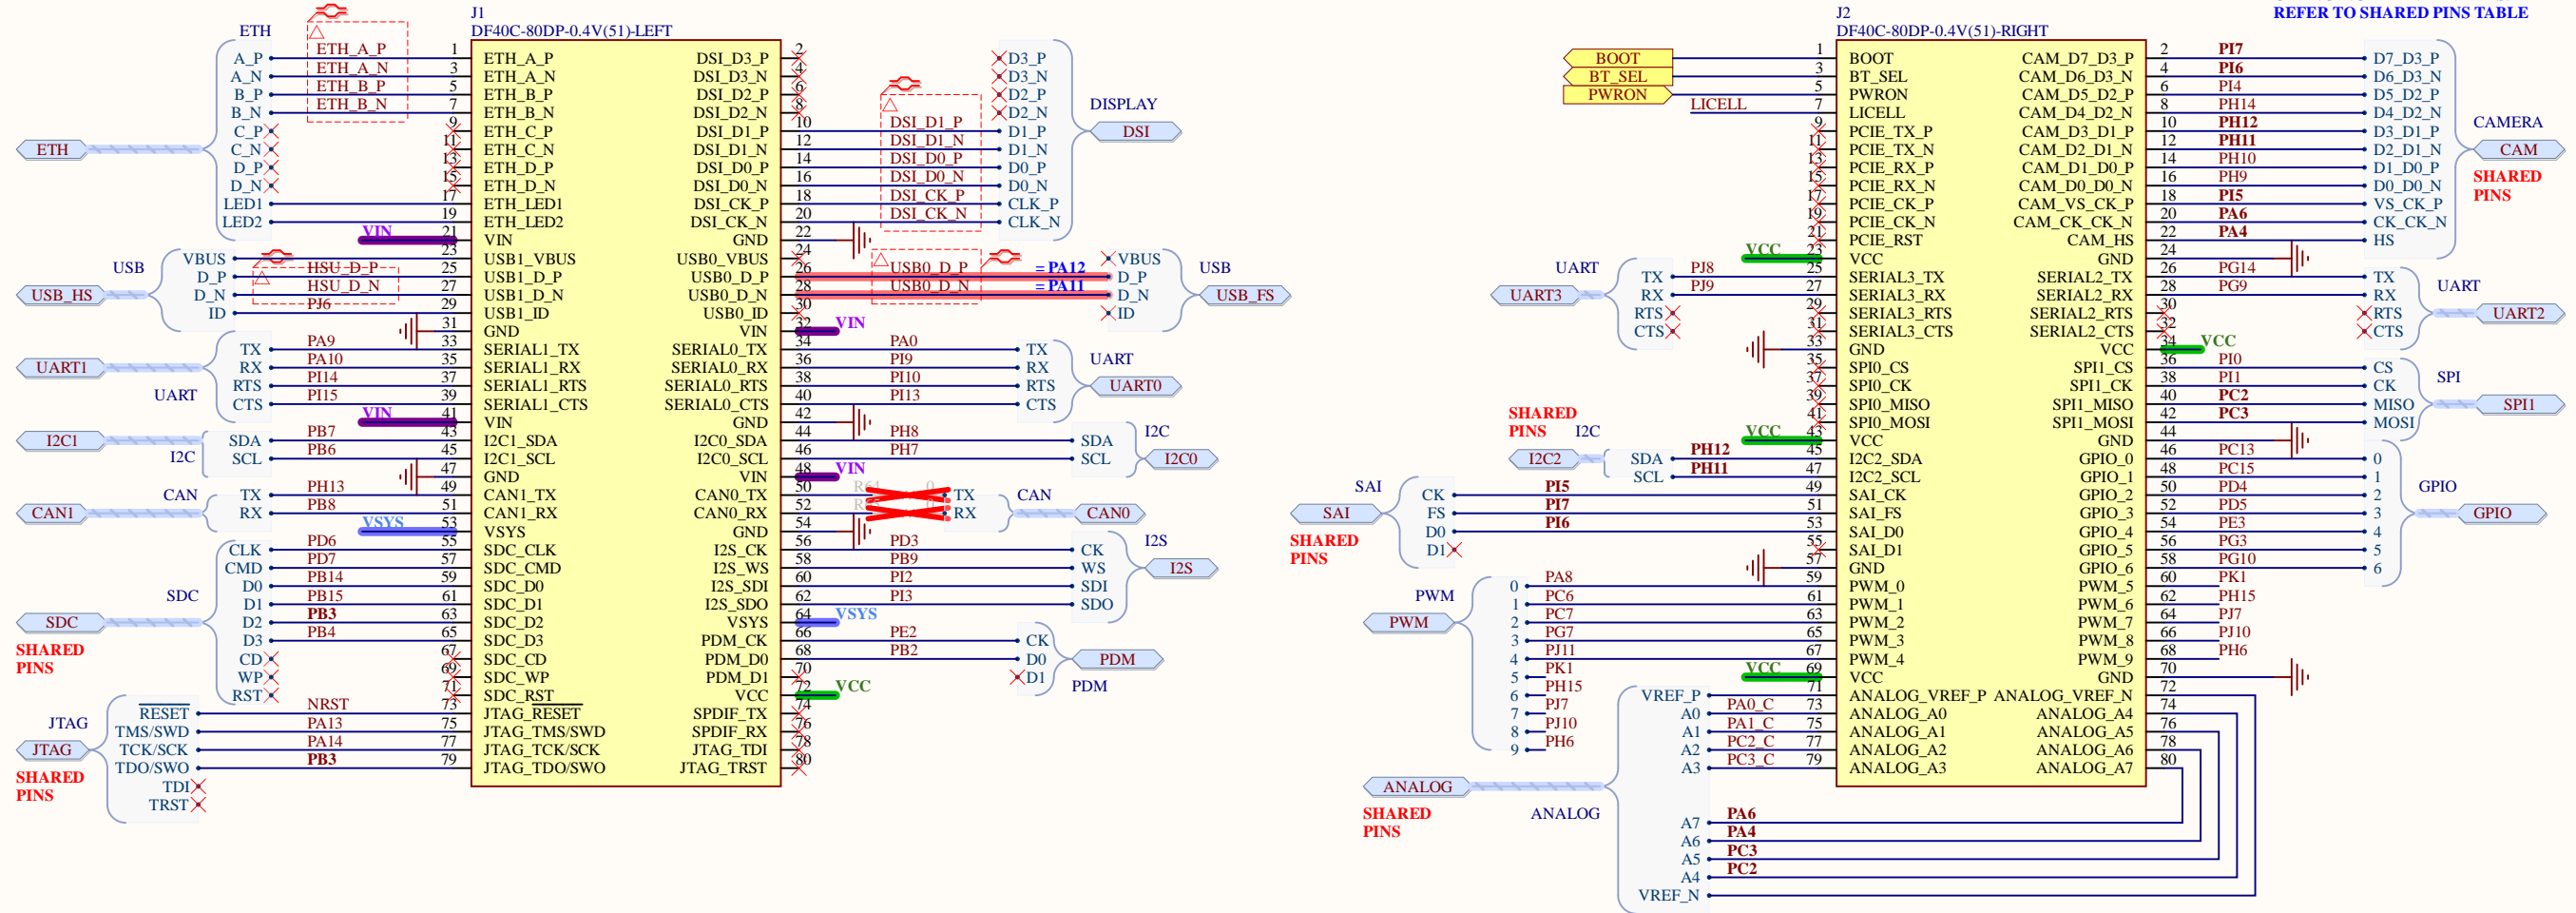 J1
DF40C-80DP-0.4V(51)-LEFT
ETH
A_P ETH_A_P 1 ETH_A_P DSI_D3_P 2 D3_P
A_N ETH_A_N 3 ETH_A_N DSI_D3_N 4 D3_N
B_P ETH_B_P 5 ETH_B_P DSI_D2_P 6 D2_P
B_N ETH_B_N 7 ETH_B_N DSI_D2_N 8 D2_N DISPLAY
C_P 9 ETH_C_P DSI_D1_P 10 DSI_D1_P D1_P DSI
ETH C_N 11 ETH_C_N DSI_D1_N 12 DSI_D1_N D1_N
D_P 13 ETH_D_P DSI_D0_P 14 DSI_D0_P D0_P
D_N 15 ETH_D_N DSI_D0_N 16 DSI_D0_N D0_N
LED1 17 ETH_LED1 DSI_CK_P 18 DSI_CK_P CLK_P
LED2 19 ETH_LED2 DSI_CK_N 20 DSI_CK_N CLK_N
VIN 21 VIN GND 22
USB VBUS 23 USB1_VBUS USB0_VBUS 24 VBUS USB
D_P HSU_D_P 25 USB1_D_P USB0_D_P 26 USB0_D_P = PA12 D_P
USB_HS D_N HSU_D_N 27 USB1_D_N USB0_D_N 28 USB0_D_N = PA11 D_N USB_FS
ID PJ6 29 USB1_ID USB0_ID 30 ID
31 GND VIN 32 VIN
TX PA9 33 SERIAL1_TX SERIAL0_TX 34 PA0 TX UART
UART1 RX PA10 35 SERIAL1_RX SERIAL0_RX 36 PI9 RX
UART RTS PI14 37 SERIAL1_RTS SERIAL0_RTS 38 PI10 RTS UART0
CTS PI15 39 SERIAL1_CTS SERIAL0_CTS 40 PI13 CTS
VIN 41 VIN GND 42
I2C1 SDA PB7 43 I2C1_SDA I2C0_SDA 44 PH8 SDA I2C
I2C SCL PB6 45 I2C1_SCL I2C0_SCL 46 PH7 SCL I2C0
47 GND VIN 48 VIN
CAN TX PH13 49 CAN1_TX CAN0_TX 50 0 TX CAN
CAN1 RX PB8 51 CAN1_RX CAN0_RX 52 RX CAN0
VSYS 53 VSYS GND 54
CLK PD6 55 SDC_CLK I2S_CK 56 PD3 CK I2S
CMD PD7 57 SDC_CMD I2S_WS 58 PB9 WS I2S
SDC D0 PB14 59 SDC_D0 I2S_SDI 60 PI2 SDI
D1 PB15 61 SDC_D1 I2S_SDO 62 PI3 SDO
SDC D2 PB3 63 SDC_D2 VSYS 64 VSYS
D3 PB4 65 SDC_D3 PDM_CK 66 PE2 CK
SHARED
PINS
CD 67 SDC_CD PDM_D0 68 PB2 D0 PDM
WP 69 SDC_WP PDM_D1 70 D1 PDM
RST 71 SDC_RST VCC 72 VCC
JTAG RESET NRST 73 JTAG_RESET SPDIF_TX 74
TMS/SWD PA13 75 JTAG_TMS/SWD SPDIF_RX 76
JTAG TCK/SCK PA14 77 JTAG_TCK/SCK JTAG_TDI 78
TDO/SWO PB3 79 JTAG_TDO/SWO JTAG_TRST 80
SHARED
PINS
TDI
TRST
REFER TO SHARED PINS TABLE
J2
DF40C-80DP-0.4V(51)-RIGHT
BOOT 1 BOOT CAM_D7_D3_P 2 PI7 D7_D3_P
BT_SEL 3 BT_SEL CAM_D6_D3_N 4 PI6 D6_D3_N
PWRON 5 PWRON CAM_D5_D2_P 6 PI4 D5_D2_P
LICELL 7 LICELL CAM_D4_D2_N 8 PH14 D4_D2_N
9 PCIE_TX_P CAM_D3_D1_P 10 PH12 D3_D1_P CAMERA
11 PCIE_TX_N CAM_D2_D1_N 12 PH11 D2_D1_N CAM
13 PCIE_RX_P CAM_D1_D0_P 14 PH10 D1_D0_P
15 PCIE_RX_N CAM_D0_D0_N 16 PH9 D0_D0_N
SHARED
PINS
17 PCIE_CK_P CAM_VS_CK_P 18 PI5 VS_CK_P
19 PCIE_CK_N CAM_CK_CK_N 20 PA6 CK_CK_N
21 PCIE_RST CAM_HS 22 PA4 HS
VCC 23 VCC GND 24
UART TX PJ8 25 SERIAL3_TX SERIAL2_TX 26 PG14 TX UART
UART3 RX PJ9 27 SERIAL3_RX SERIAL2_RX 28 PG9 RX
RTS 29 SERIAL3_RTS SERIAL2_RTS 30 RTS UART2
CTS 31 SERIAL3_CTS SERIAL2_CTS 32 CTS
33 GND VCC 34 VCC
35 SPI0_CS SPI1_CS 36 PI0 CS SPI
37 SPI0_CK SPI1_CK 38 PI1 CK
39 SPI0_MISO SPI1_MISO 40 PC2 MISO SPI1
41 SPI0_MOSI SPI1_MOSI 42 PC3 MOSI
SHARED
PINS I2C
VCC 43 VCC GND 44
I2C2 SDA PH12 45 I2C2_SDA GPIO_0 46 PC13 0
SCL PH11 47 I2C2_SCL GPIO_1 48 PC15 1
SAI CK PI5 49 SAI_CK GPIO_2 50 PD4 2 GPIO
SAI FS PI7 51 SAI_FS GPIO_3 52 PD5 3 GPIO
D0 PI6 53 SAI_D0 GPIO_4 54 PE3 4
SHARED
PINS
D1 55 SAI_D1 GPIO_5 56 PG3 5
57 GND GPIO_6 58 PG10 6
PWM 0 PA8 59 PWM_0 PWM_5 60 PK1
1 PC6 61 PWM_1 PWM_6 62 PH15
PWM 2 PC7 63 PWM_2 PWM_7 64 PJ7
3 PG7 65 PWM_3 PWM_8 66 PJ10
4 PJ11 67 PWM_4 PWM_9 68 PH6
5 PK1 VCC 69 VCC GND 70
6 PH15 VREF_P 71 ANALOG_VREF_P ANALOG_VREF_N 72
7 PJ7 A0 PA0_C 73 ANALOG_A0 ANALOG_A4 74
8 PJ10 A1 PA1_C 75 ANALOG_A1 ANALOG_A5 76
9 PH6 A2 PC2_C 77 ANALOG_A2 ANALOG_A6 78
A3 PC3_C 79 ANALOG_A3 ANALOG_A7 80
ANALOG
SHARED
PINS
ANALOG
A7 PA6
A6 PA4
A5 PC3
A4 PC2
VREF_N